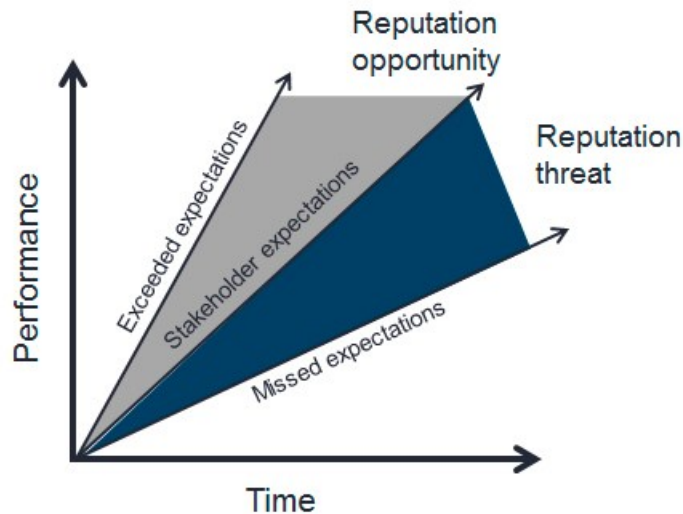 Reputation
opportunity
Reputation
threat
Exceeded expectations
Stakeholder expectations
Missed expectations
Performance
Time